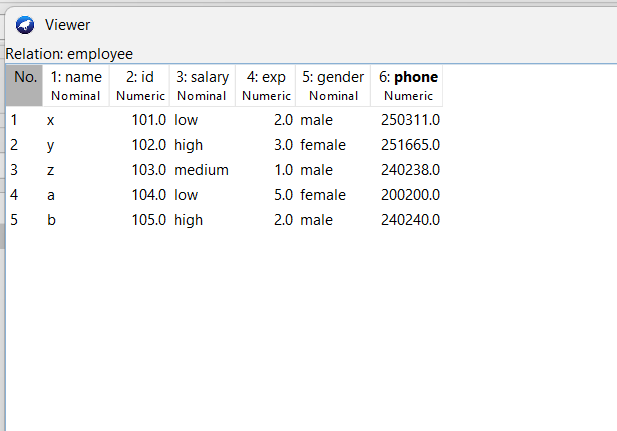 Viewer
Relation: employee
No. 1: name 2: id 3: salary 4: exp 5: gender 6: phone
Nominal Numeric Nominal Numeric Nominal Numeric
1 x 101.0 low 2.0 male 250311.0
2 y 102.0 high 3.0 female 251665.0
3 z 103.0 medium 1.0 male 240238.0
4 a 104.0 low 5.0 female 200200.0
5 b 105.0 high 2.0 male 240240.0